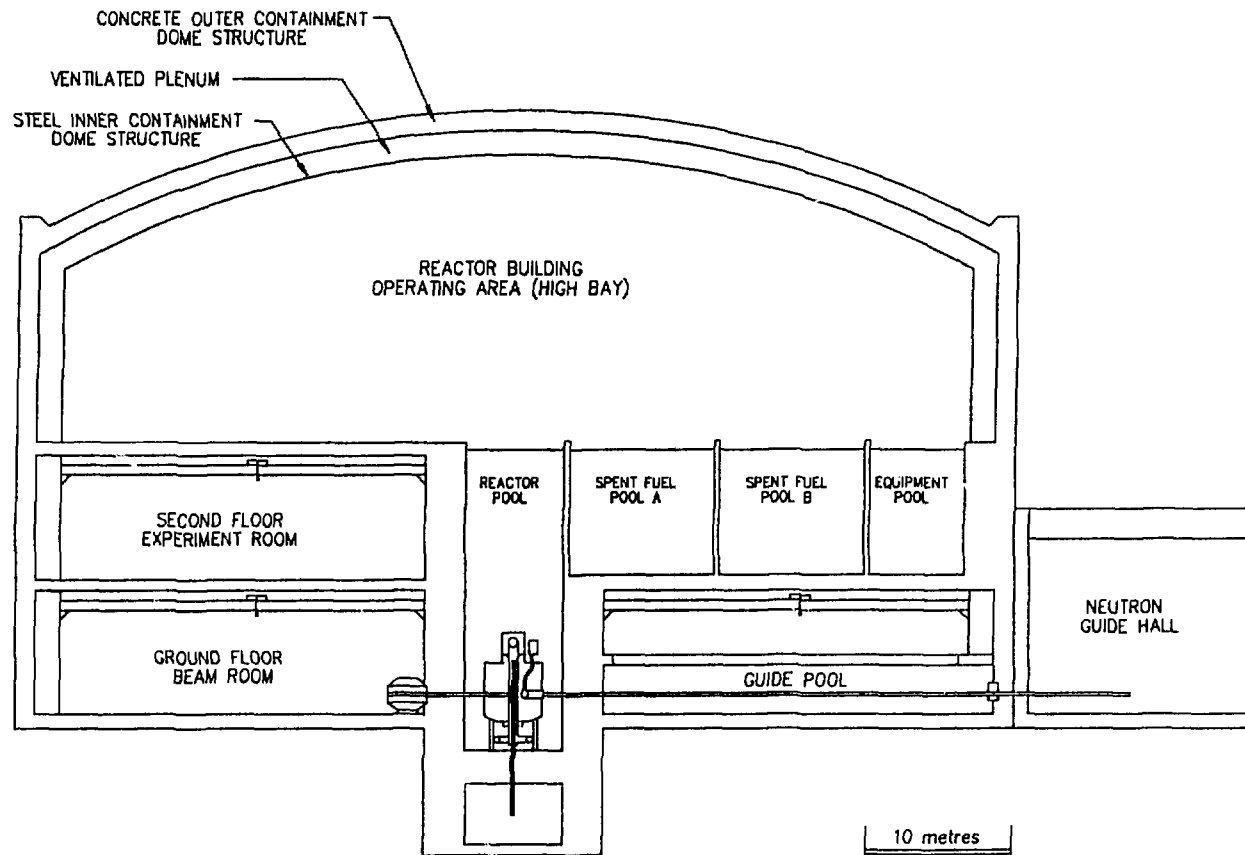 CONCRETE OUTER CONTAINMENT
DOME STRUCTURE
VENTILATED PLENUM
STEEL INNER CONTAINMENT
DOME STRUCTURE
REACTOR BUILDING
OPERATING AREA (HIGH BAY)
REACTOR
POOL
SPENT FUEL
POOL A
SPENT FUEL
POOL B
EQUIPMENT
POOL
SECOND FLOOR
EXPERIMENT ROOM
NEUTRON
GUIDE HALL
GROUND FLOOR
BEAM ROOM
GUIDE POOL
10 metres